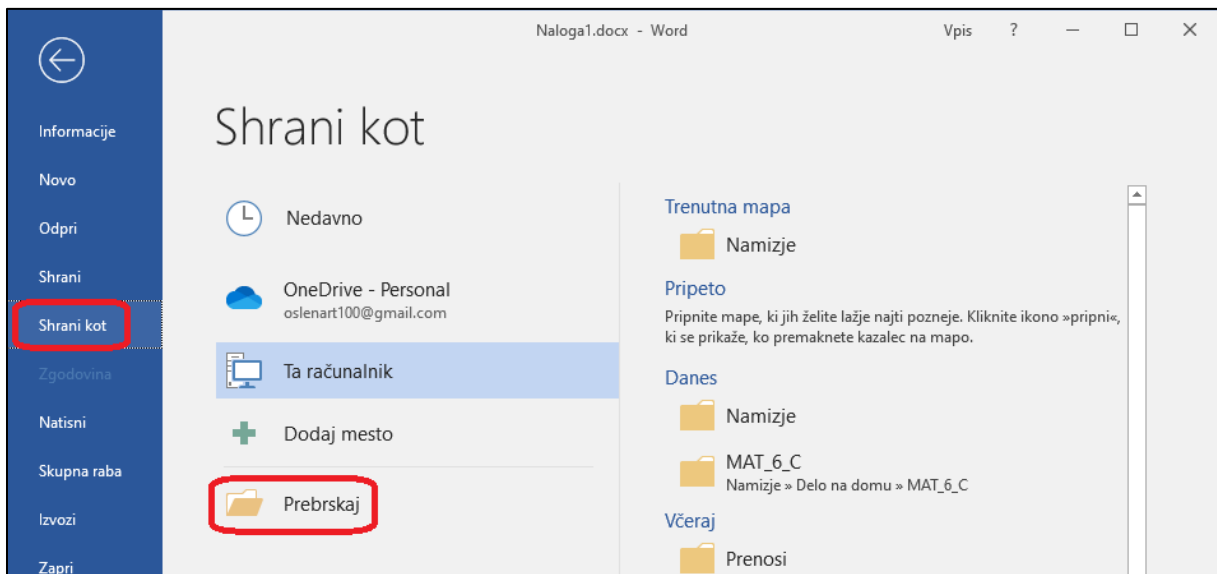 Naloga1.docx - Word
Vpis
?
Shrani kot
Informacije
Novo
Odpri
Shrani
Shrani kot
Zgodovina
Natisni
Skupna raba
Izvozi
Zapri
Nedavno
OneDrive - Personal
oslenart100@gmail.com
Ta računalnik
Dodaj mesto
Prebrskaj
Trenutna mapa
Namizje
Pripeto
Pripnite mape, ki jih želite lažje najti pozneje. Kliknite ikono »pripni«,
ki se prikaže, ko premaknete kazalec na mapo.
Danes
Namizje
MAT_6_C
Namizje » Delo na domu » MAT_6_C
Včeraj
Prenosi